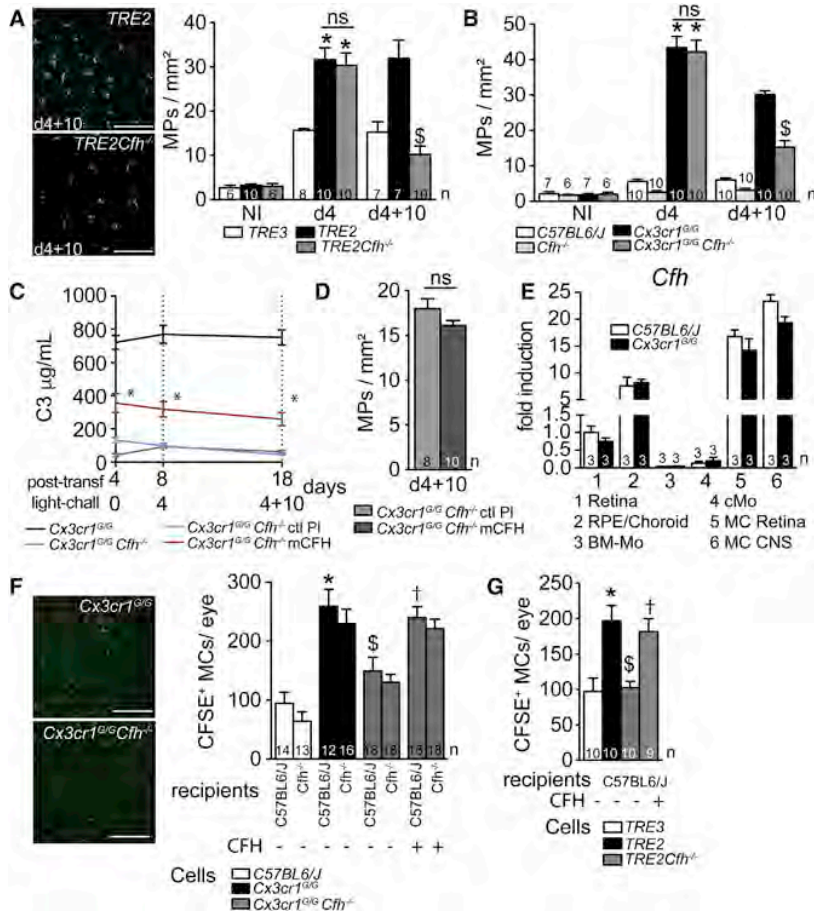 A
TRE2
d4+10
TRE2Cfh-/-
d4+10
MPs / mm²
40
30
20
10
0
ns
* *
$
6 10 6 8 10 10 7 7 10 n
NI d4 d4+10
TRE3 TRE2
TRE2Cfh-/-
B
MPs / mm²
50
40
30
20
10
0
ns
* *
$
7 6 7 6 10 10 10 10 10 10 10 10 n
NI d4 d4+10
C57BL6/J Cx3cr1G/G
Cfh-/- Cx3cr1G/G Cfh-/-
C
C3 µg/mL
1000
800
600
400
200
0
* * *
post-transf 4 8 18
light-chall 0 4 4+10 days
Cx3cr1G/G Cx3cr1G/G Cfh-/- ctl Pl
Cx3cr1G/G Cfh-/- Cx3cr1G/G Cfh-/- mCFH
D
MPs / mm²
20
15
10
5
0
ns
8 10 n
d4+10
Cx3cr1G/G Cfh-/- ctl Pl
Cx3cr1G/G Cfh-/- mCFH
E
Cfh
fold induction
25
20
15
10
5
1.0
0.5
0.0
C57BL6/J
Cx3cr1G/G
3 3 3 3 3 3 3 3 3 3 3 3 n
1 2 3 4 5 6
1 Retina 4 cMo
2 RPE/Choroid 5 MC Retina
3 BM-Mo 6 MC CNS
F
Cx3cr1G/G
Cx3cr1G/G Cfh-/-
CFSE+ MCs/ eye
300
200
100
0
* $ †
14 13 12 16 18 18 18 18 n
recipients C57BL6/J Cfh-/- C57BL6/J Cfh-/- C57BL6/J Cfh-/- C57BL6/J Cfh-/-
CFH - - - - - - + +
Cells C57BL6/J
Cx3cr1G/G
Cx3cr1G/G Cfh-/-
G
CFSE+ MCs/ eye
250
200
150
100
50
0
* $ †
10 10 10 9 n
recipients C57BL6/J
CFH - - - +
Cells TRE3
TRE2
TRE2Cfh-/-